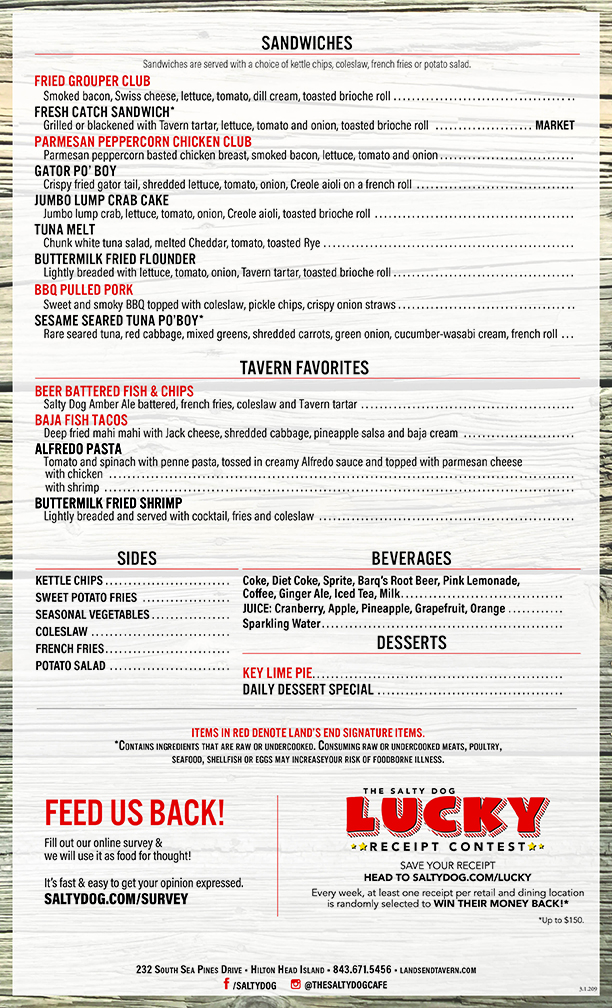 SANDWICHES
Sandwiches are served with a choice of kettle chips, coleslaw, french fries or potato salad.
FRIED GROUPER CLUB
Smoked bacon, Swiss cheese, lettuce, tomato, dill cream, toasted brioche roll
FRESH CATCH SANDWICH*
Grilled or blackened with Tavern tartar, lettuce, tomato and onion, toasted brioche roll MARKET
PARMESAN PEPPERCORN CHICKEN CLUB
Parmesan peppercorn basted chicken breast, smoked bacon, lettuce, tomato and onion
GATOR PO' BOY
Crispy fried gator tail, shredded lettuce, tomato, onion, Creole aioli on a french roll
JUMBO LUMP CRAB CAKE
Jumbo lump crab, lettuce, tomato, onion, Creole aioli, toasted brioche roll
TUNA MELT
Chunk white tuna salad, melted Cheddar, tomato, toasted Rye
BUTTERMILK FRIED FLOUNDER
Lightly breaded with lettuce, tomato, onion, Tavern tartar, toasted brioche roll
BBQ PULLED PORK
Sweet and smoky BBQ topped with coleslaw, pickle chips, crispy onion straws
SESAME SEARED TUNA PO'BOY*
Rare seared tuna, red cabbage, mixed greens, shredded carrots, green onion, cucumber-wasabi cream, french roll
TAVERN FAVORITES
BEER BATTERED FISH & CHIPS
Salty Dog Amber Ale battered, french fries, coleslaw and Tavern tartar
BAJA FISH TACOS
Deep fried mahi mahi with Jack cheese, shredded cabbage, pineapple salsa and baja cream
ALFREDO PASTA
Tomato and spinach with penne pasta, tossed in creamy Alfredo sauce and topped with parmesan cheese
with chicken
with shrimp
BUTTERMILK FRIED SHRIMP
Lightly breaded and served with cocktail, fries and coleslaw
SIDES
KETTLE CHIPS
SWEET POTATO FRIES
SEASONAL VEGETABLES
COLESLAW
FRENCH FRIES
POTATO SALAD
BEVERAGES
Coke, Diet Coke, Sprite, Barq's Root Beer, Pink Lemonade,
Coffee, Ginger Ale, Iced Tea, Milk
JUICE: Cranberry, Apple, Pineapple, Grapefruit, Orange
Sparkling Water
DESSERTS
KEY LIME PIE
DAILY DESSERT SPECIAL
ITEMS IN RED DENOTE LAND'S END SIGNATURE ITEMS.
*CONTAINS INGREDIENTS THAT ARE RAW OR UNDERCOOKED. CONSUMING RAW OR UNDERCOOKED MEATS, POULTRY,
SEAFOOD, SHELLFISH OR EGGS MAY INCREASEYOUR RISK OF FOODBORNE ILLNESS.
FEED US BACK!
Fill out our online survey &
we will use it as food for thought!
It's fast & easy to get your opinion expressed.
SALTYDOG.COM/SURVEY
THE SALTY DOG
LUCKY
RECEIPT CONTEST
SAVE YOUR RECEIPT
HEAD TO SALTYDOG.COM/LUCKY
Every week, at least one receipt per retail and dining location
is randomly selected to WIN THEIR MONEY BACK!*
*Up to $150.
232 SOUTH SEA PINES DRIVE • HILTON HEAD ISLAND • 843.671.5456 • LANDSENDTAVERN.COM
f /SALTYDOG @THESALTYDOGCAFE
3.1.209